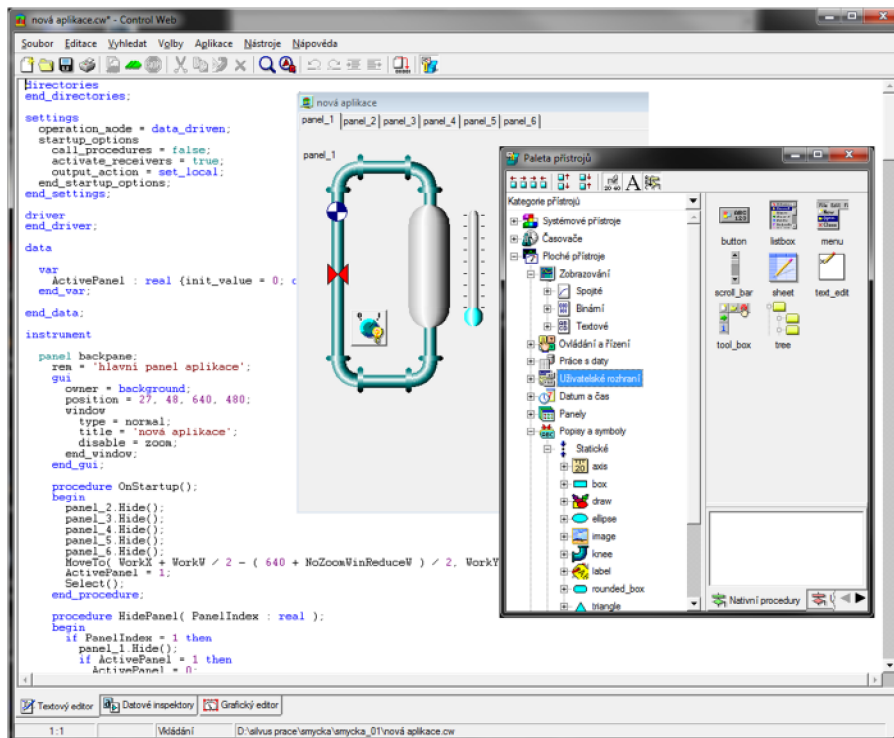 nová aplikace.cw* - Control Web
Soubor Editace Vyhledat Volby Aplikace Nástroje Nápověda
directories
end_directories;
settings
operation_mode = data_driven;
startup_options
call_procedures = false;
activate_receivers = true;
output_action = set_local;
end_startup_options;
end_settings;
driver
end_driver;
data
var
ActivePanel : real {init_value = 0;
end_var;
end_data;
instrument
panel backpane;
rem = 'hlavní panel aplikace';
gui
owner = background;
position = 27, 48, 640, 480;
window
type = normal;
title = 'nová aplikace';
disable = zoom;
end_window;
end_gui;
procedure OnStartup();
begin
panel_2.Hide();
panel_3.Hide();
panel_4.Hide();
panel_5.Hide();
panel_6.Hide();
MoveTo( WorkX + WorkW / 2 - ( 640 + NoZoomWinReduceW ) / 2, WorkY
ActivePanel = 1;
Select();
end_procedure;
procedure HidePanel( PanelIndex : real );
begin
if PanelIndex = 1 then
panel_1.Hide();
if ActivePanel = 1 then
ActivePanel = 0;
nová aplikace
panel_1 panel_2 panel_3 panel_4 panel_5 panel_6
panel_1
Paleta přístrojů
Kategorie přístrojů
Systémové přístroje
Časovače
Ploché přístroje
Zobrazování
Spojité
Binární
Textové
Ovládání a řízení
Práce s daty
Uživatelské rozhraní
Datum a čas
Panely
Popisy a symboly
Statické
axis
box
draw
ellipse
image
knee
label
rounded_box
triangle
button listbox menu
scroll_bar sheet text_edit
tool_box tree
Nativní procedury
Textový editor Datové inspektory Grafický editor
1:1 Vkládání D:\silvus prace\smycka\smycka_01\nová aplikace.cw